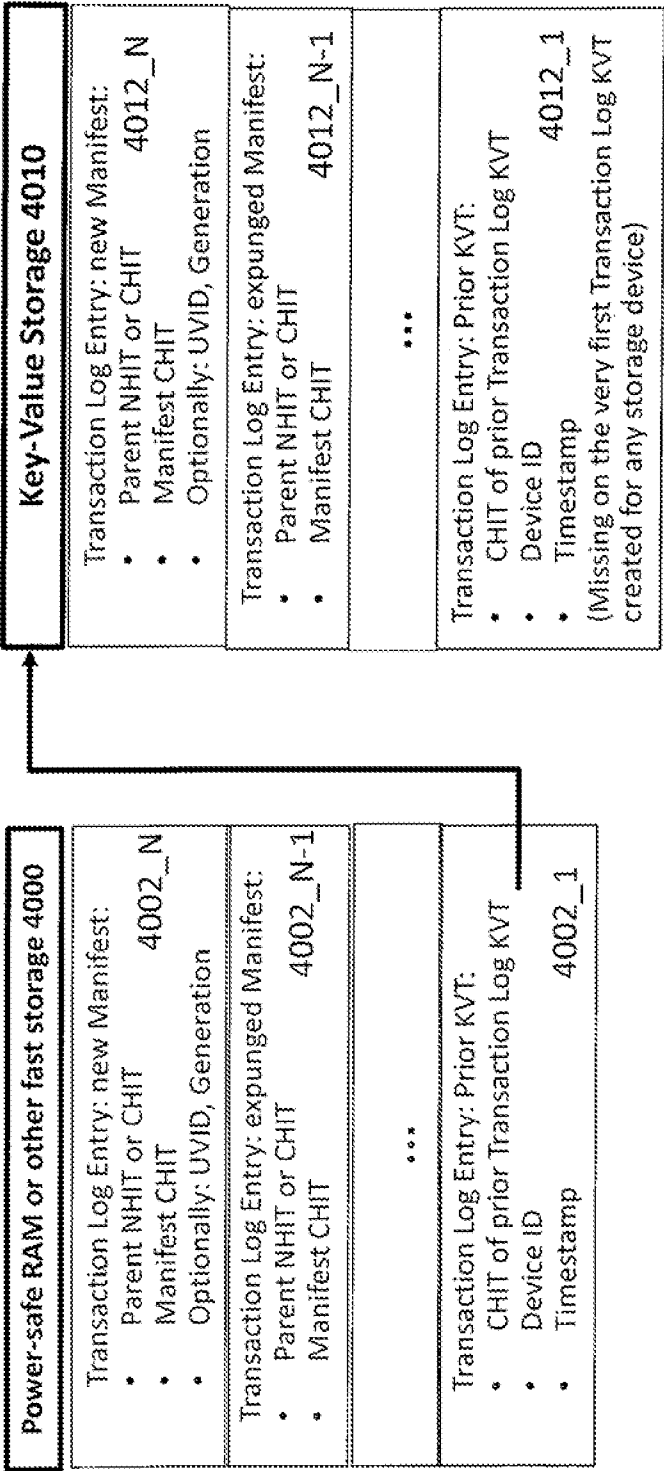 Power-safe RAM or other fast storage 4000
Transaction Log Entry: new Manifest:
• Parent NHIT or CHIT
4002_N
• Manifest CHIT
• Optionally: UVID, Generation
Transaction Log Entry: expunged Manifest:
• Parent NHIT or CHIT
4002_N-1
• Manifest CHIT
...
Transaction Log Entry: Prior KVT:
• CHIT of prior Transaction Log KVT
• Device ID
4002_1
• Timestamp
Key-Value Storage 4010
Transaction Log Entry: new Manifest:
• Parent NHIT or CHIT
4012_N
• Manifest CHIT
• Optionally: UVID, Generation
Transaction Log Entry: expunged Manifest:
• Parent NHIT or CHIT
4012_N-1
• Manifest CHIT
...
Transaction Log Entry: Prior KVT:
• CHIT of prior Transaction Log KVT
• Device ID
4012_1
• Timestamp
(Missing on the very first Transaction Log KVT
created for any storage device)